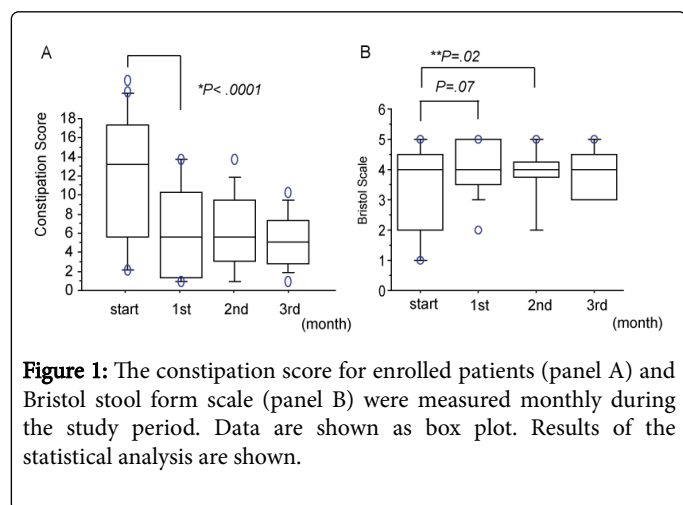 A
*P< .0001
Constipation Score
18
16
14
12
10
8
6
4
2
0
start 1st 2nd 3rd
(month)
B
**P=.02
P=.07
Bristol Scale
6
5
4
3
2
1
0
start 1st 2nd 3rd
(month)
Figure 1: The constipation score for enrolled patients (panel A) and
Bristol stool form scale (panel B) were measured monthly during
the study period. Data are shown as box plot. Results of the
statistical analysis are shown.